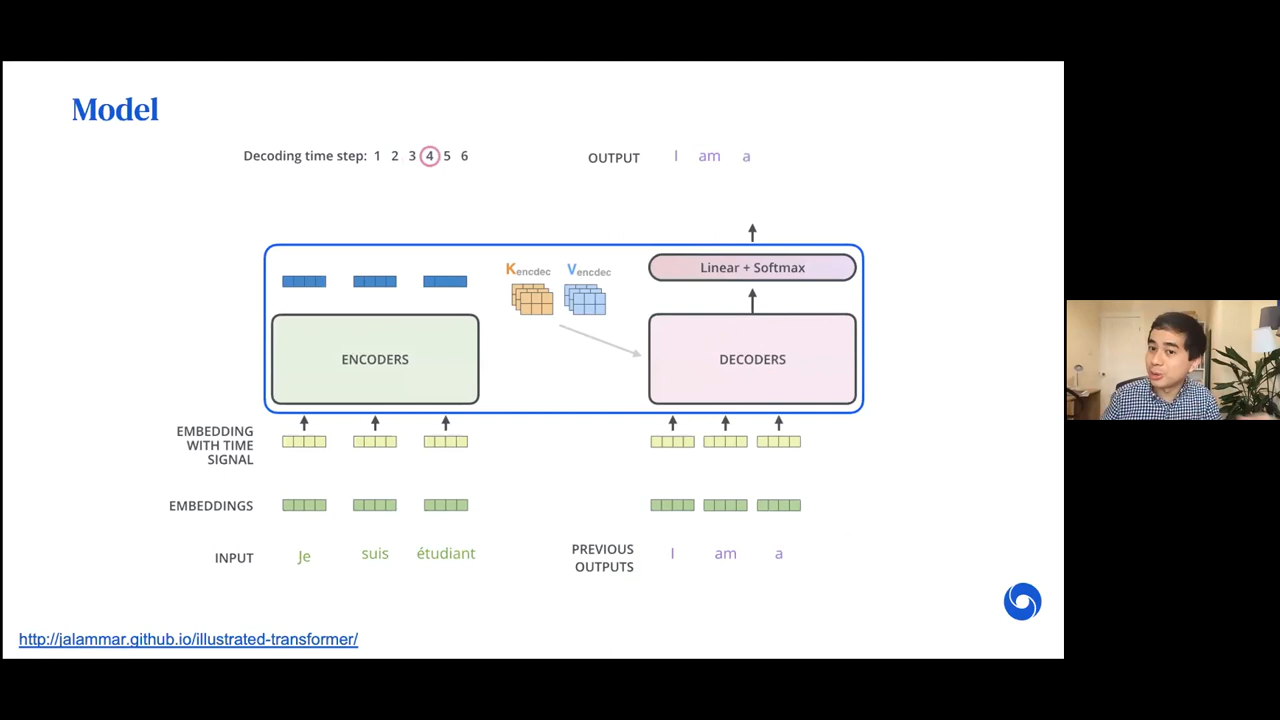 Model
Decoding time step: 1 2 3 4 5 6
OUTPUT I am a
Kencdec Vencdec
Linear + Softmax
ENCODERS
DECODERS
EMBEDDING
WITH TIME
SIGNAL
EMBEDDINGS
INPUT Je suis étudiant
PREVIOUS
OUTPUTS
I am a
http://jalammar.github.io/illustrated-transformer/